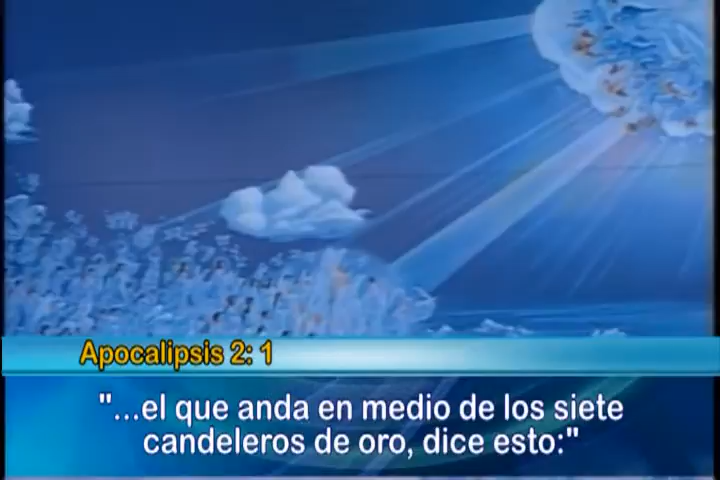 Apocalipsis 2: 1
"...el que anda en medio de los siete
candeleros de oro, dice esto:"